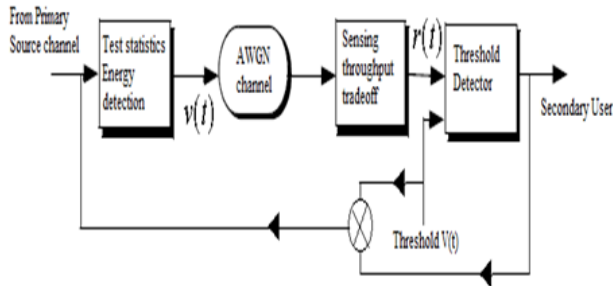 From Primary
Source channel
Test statistics
Energy
detection
v(t)
AWGN
channel
Sensing
throughput
tradeoff
r(t)
Threshold
Detector
Secondary User
Threshold V(t)